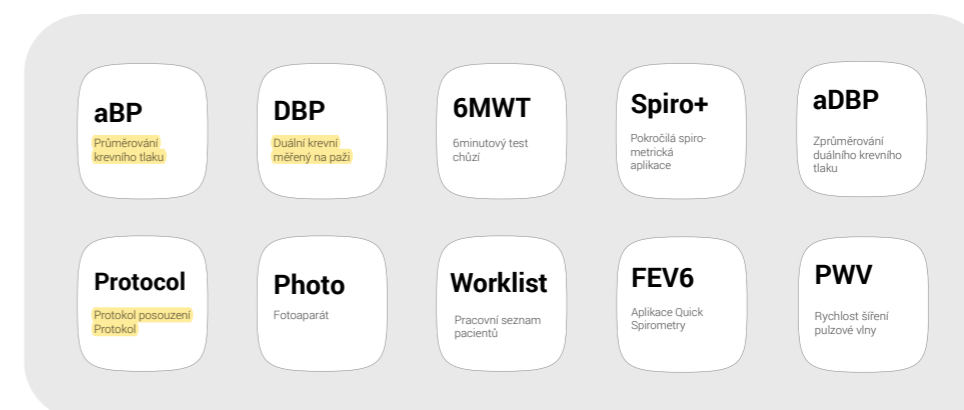 aBP
Průměrování
krevního tlaku
DBP
Duální krevní
měřený na paži
6MWT
6minutový test
chůzí
Spiro+
Pokročilá spiro-
metrická
aplikace
aDBP
Zprůměrování
duálního krevního
tlaku
Protocol
Protokol posouzení
Protokol
Photo
Fotoaparát
Worklist
Pracovní seznam
pacientů
FEV6
Aplikace Quick
Spirometry
PWV
Rychlost šíření
pulzové vlny